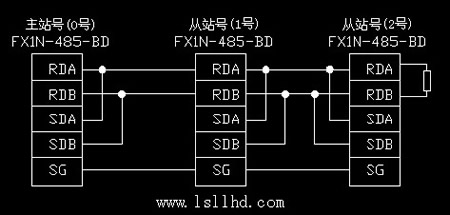 主站号(0号) 从站号(1号) 从站号(2号)
FX1N-485-BD FX1N-485-BD FX1N-485-BD
RDA RDA RDA
RDB RDB RDB
SDA SDA SDA
SDB SDB SDB
SG SG SG
www.lsllhd.com